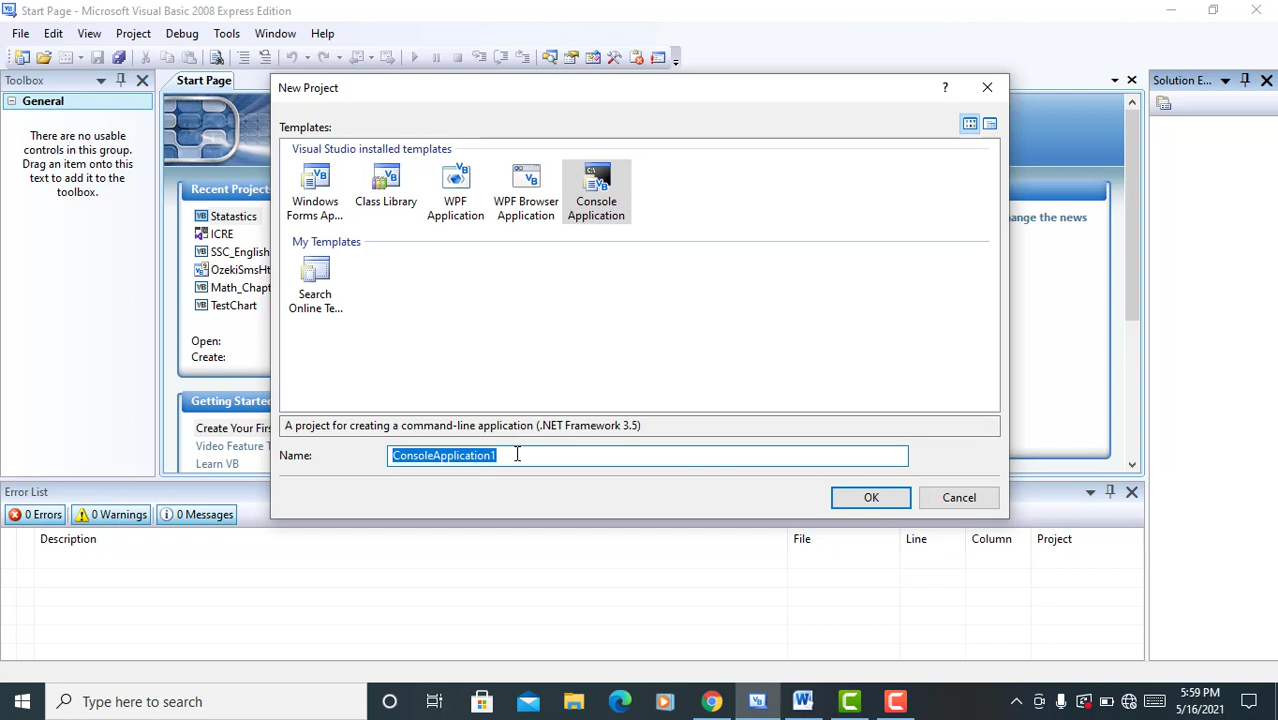 Start Page - Microsoft Visual Basic 2008 Express Edition
File Edit View Project Debug Tools Window Help
Toolbox
Start Page
Solution E...
General
There are no usable
controls in this group.
Drag an item onto this
text to add it to the
toolbox.
Recent Project
Statastics
ICRE
SSC_English
OzekiSmsHt
Math_Chapt
TestChart
Open:
Create:
Getting Started
Create Your Firs
Video Feature T
Learn VB
New Project
Templates:
Visual Studio installed templates
Windows Forms Ap...
Class Library
WPF Application
WPF Browser Application
Console Application
My Templates
Search Online Te...
A project for creating a command-line application (.NET Framework 3.5)
Name: ConsoleApplication1
OK Cancel
hange the news
Error List
0 Errors 0 Warnings 0 Messages
Description File Line Column Project
Type here to search
5:59 PM
5/16/2021